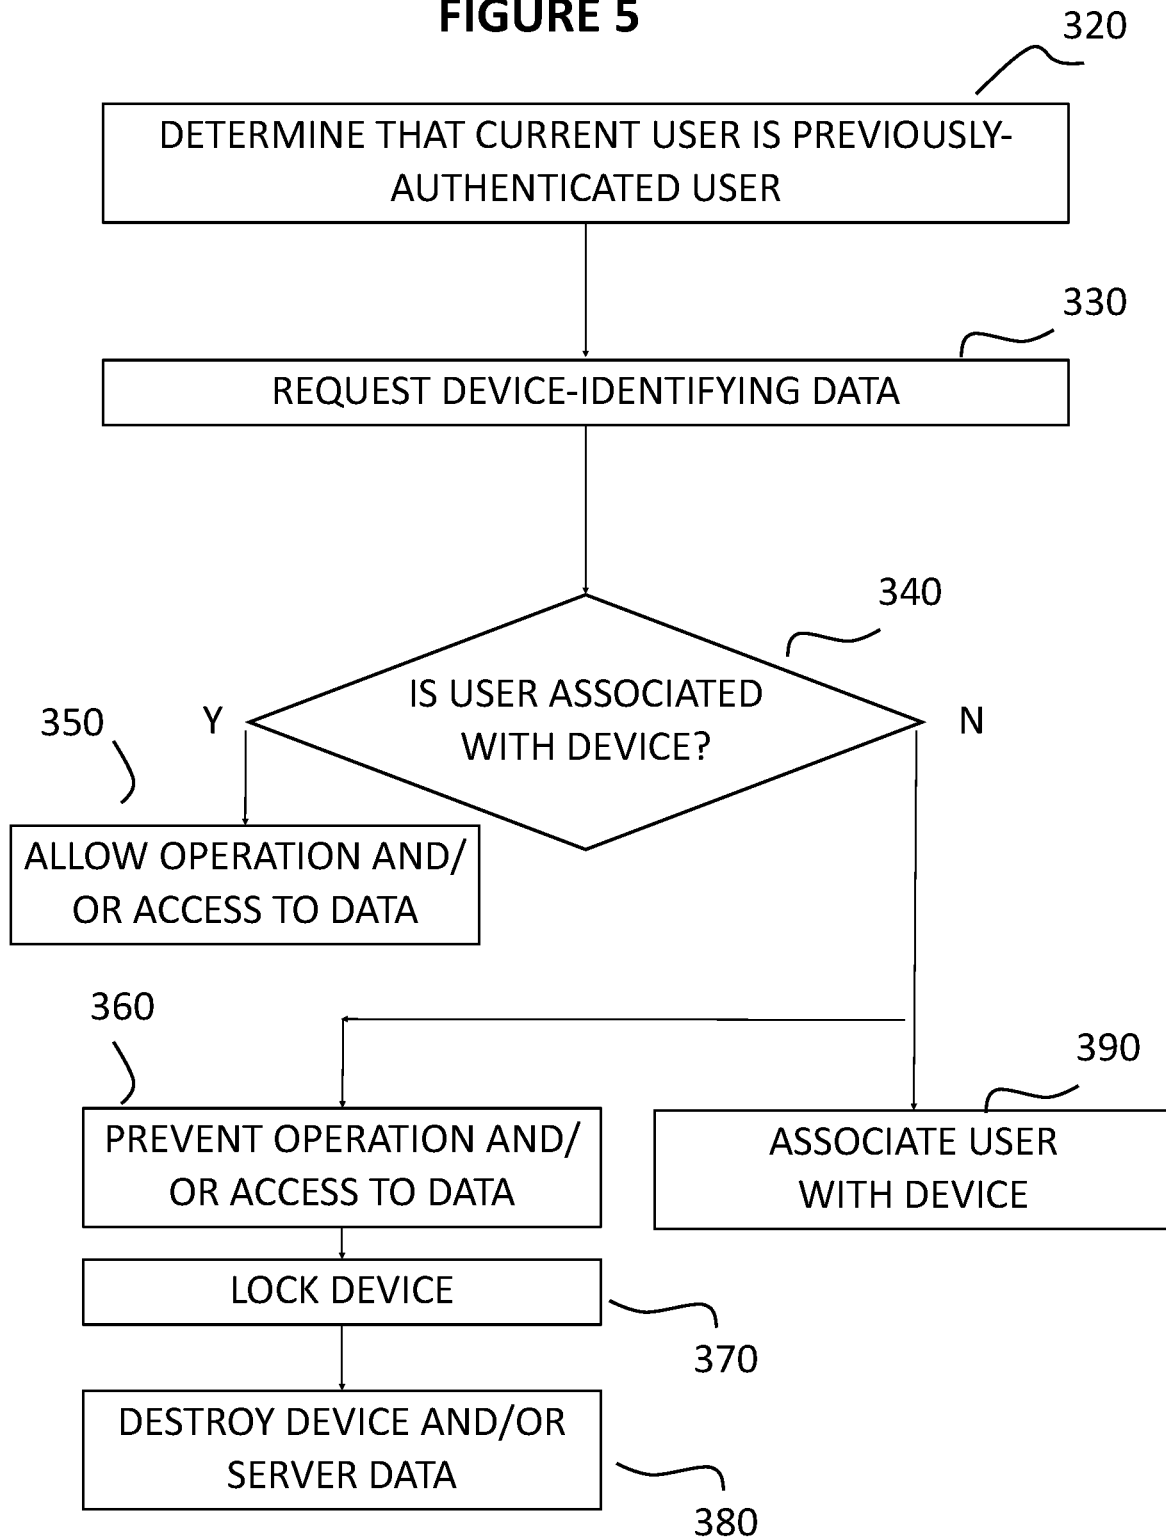 FIGURE 5
320
DETERMINE THAT CURRENT USER IS PREVIOUSLY-
AUTHENTICATED USER
330
REQUEST DEVICE-IDENTIFYING DATA
340
IS USER ASSOCIATED
WITH DEVICE?
Y
N
350
ALLOW OPERATION AND/
OR ACCESS TO DATA
360
390
PREVENT OPERATION AND/
OR ACCESS TO DATA
ASSOCIATE USER
WITH DEVICE
LOCK DEVICE
370
DESTROY DEVICE AND/OR
SERVER DATA
380